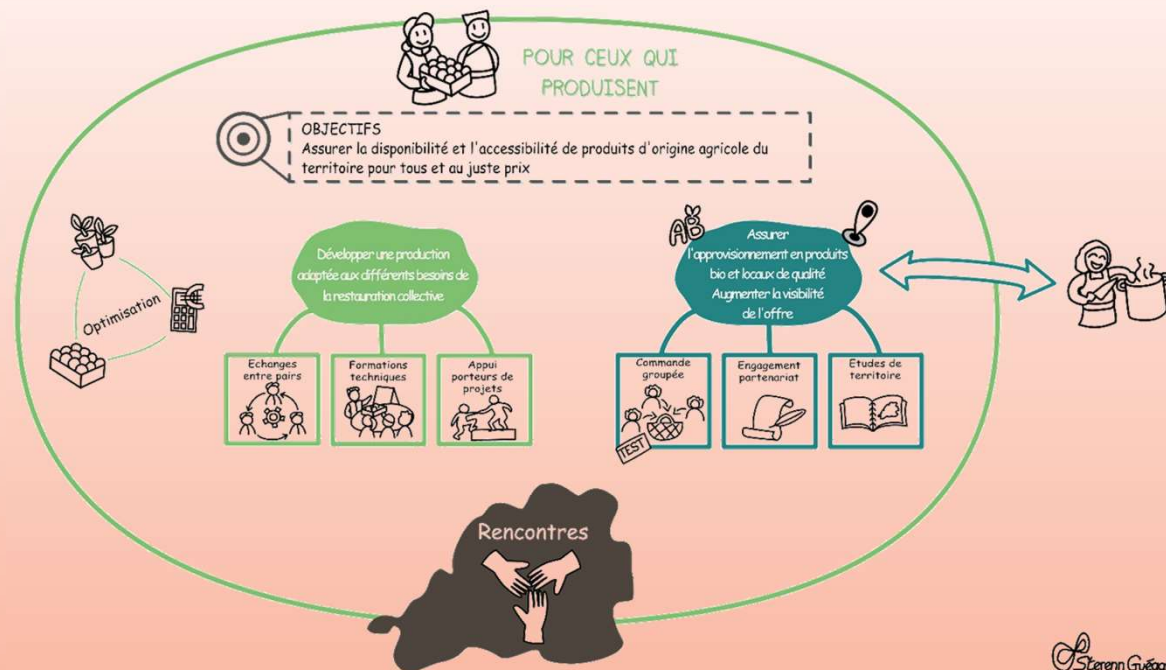 POUR CEUX QUI
PRODUISENT
OBJECTIFS
Assurer la disponibilité et l'accessibilité de produits d'origine agricole du
territoire pour tous et au juste prix
Optimisation
Développer une production
adaptée aux différents besoins de
la restauration collective
Echanges
entre pairs
Formations
techniques
Appui
porteurs de
projets
AB
Assurer
l'approvisionnement en produits
bio et locaux de qualité
Augmenter la visibilité
de l'offre
Commande
groupée
TEST
Engagement
partenariat
Etudes de
territoire
Rencontres
Sterenn